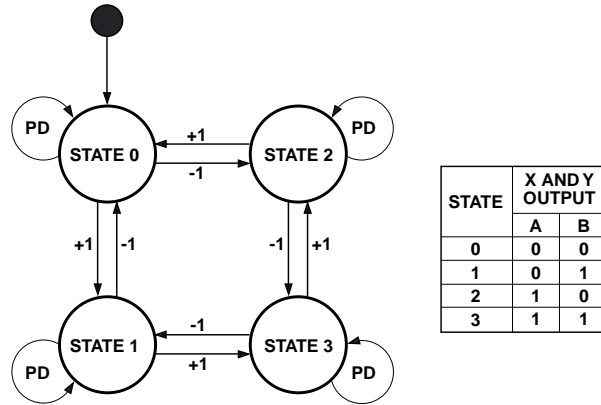 PD
STATE 0
+1
-1
STATE 2
PD
+1
-1
-1
+1
PD
STATE 1
-1
+1
STATE 3
PD
STATE
X AND Y
OUTPUT
A B
0 0 0
1 0 1
2 1 0
3 1 1